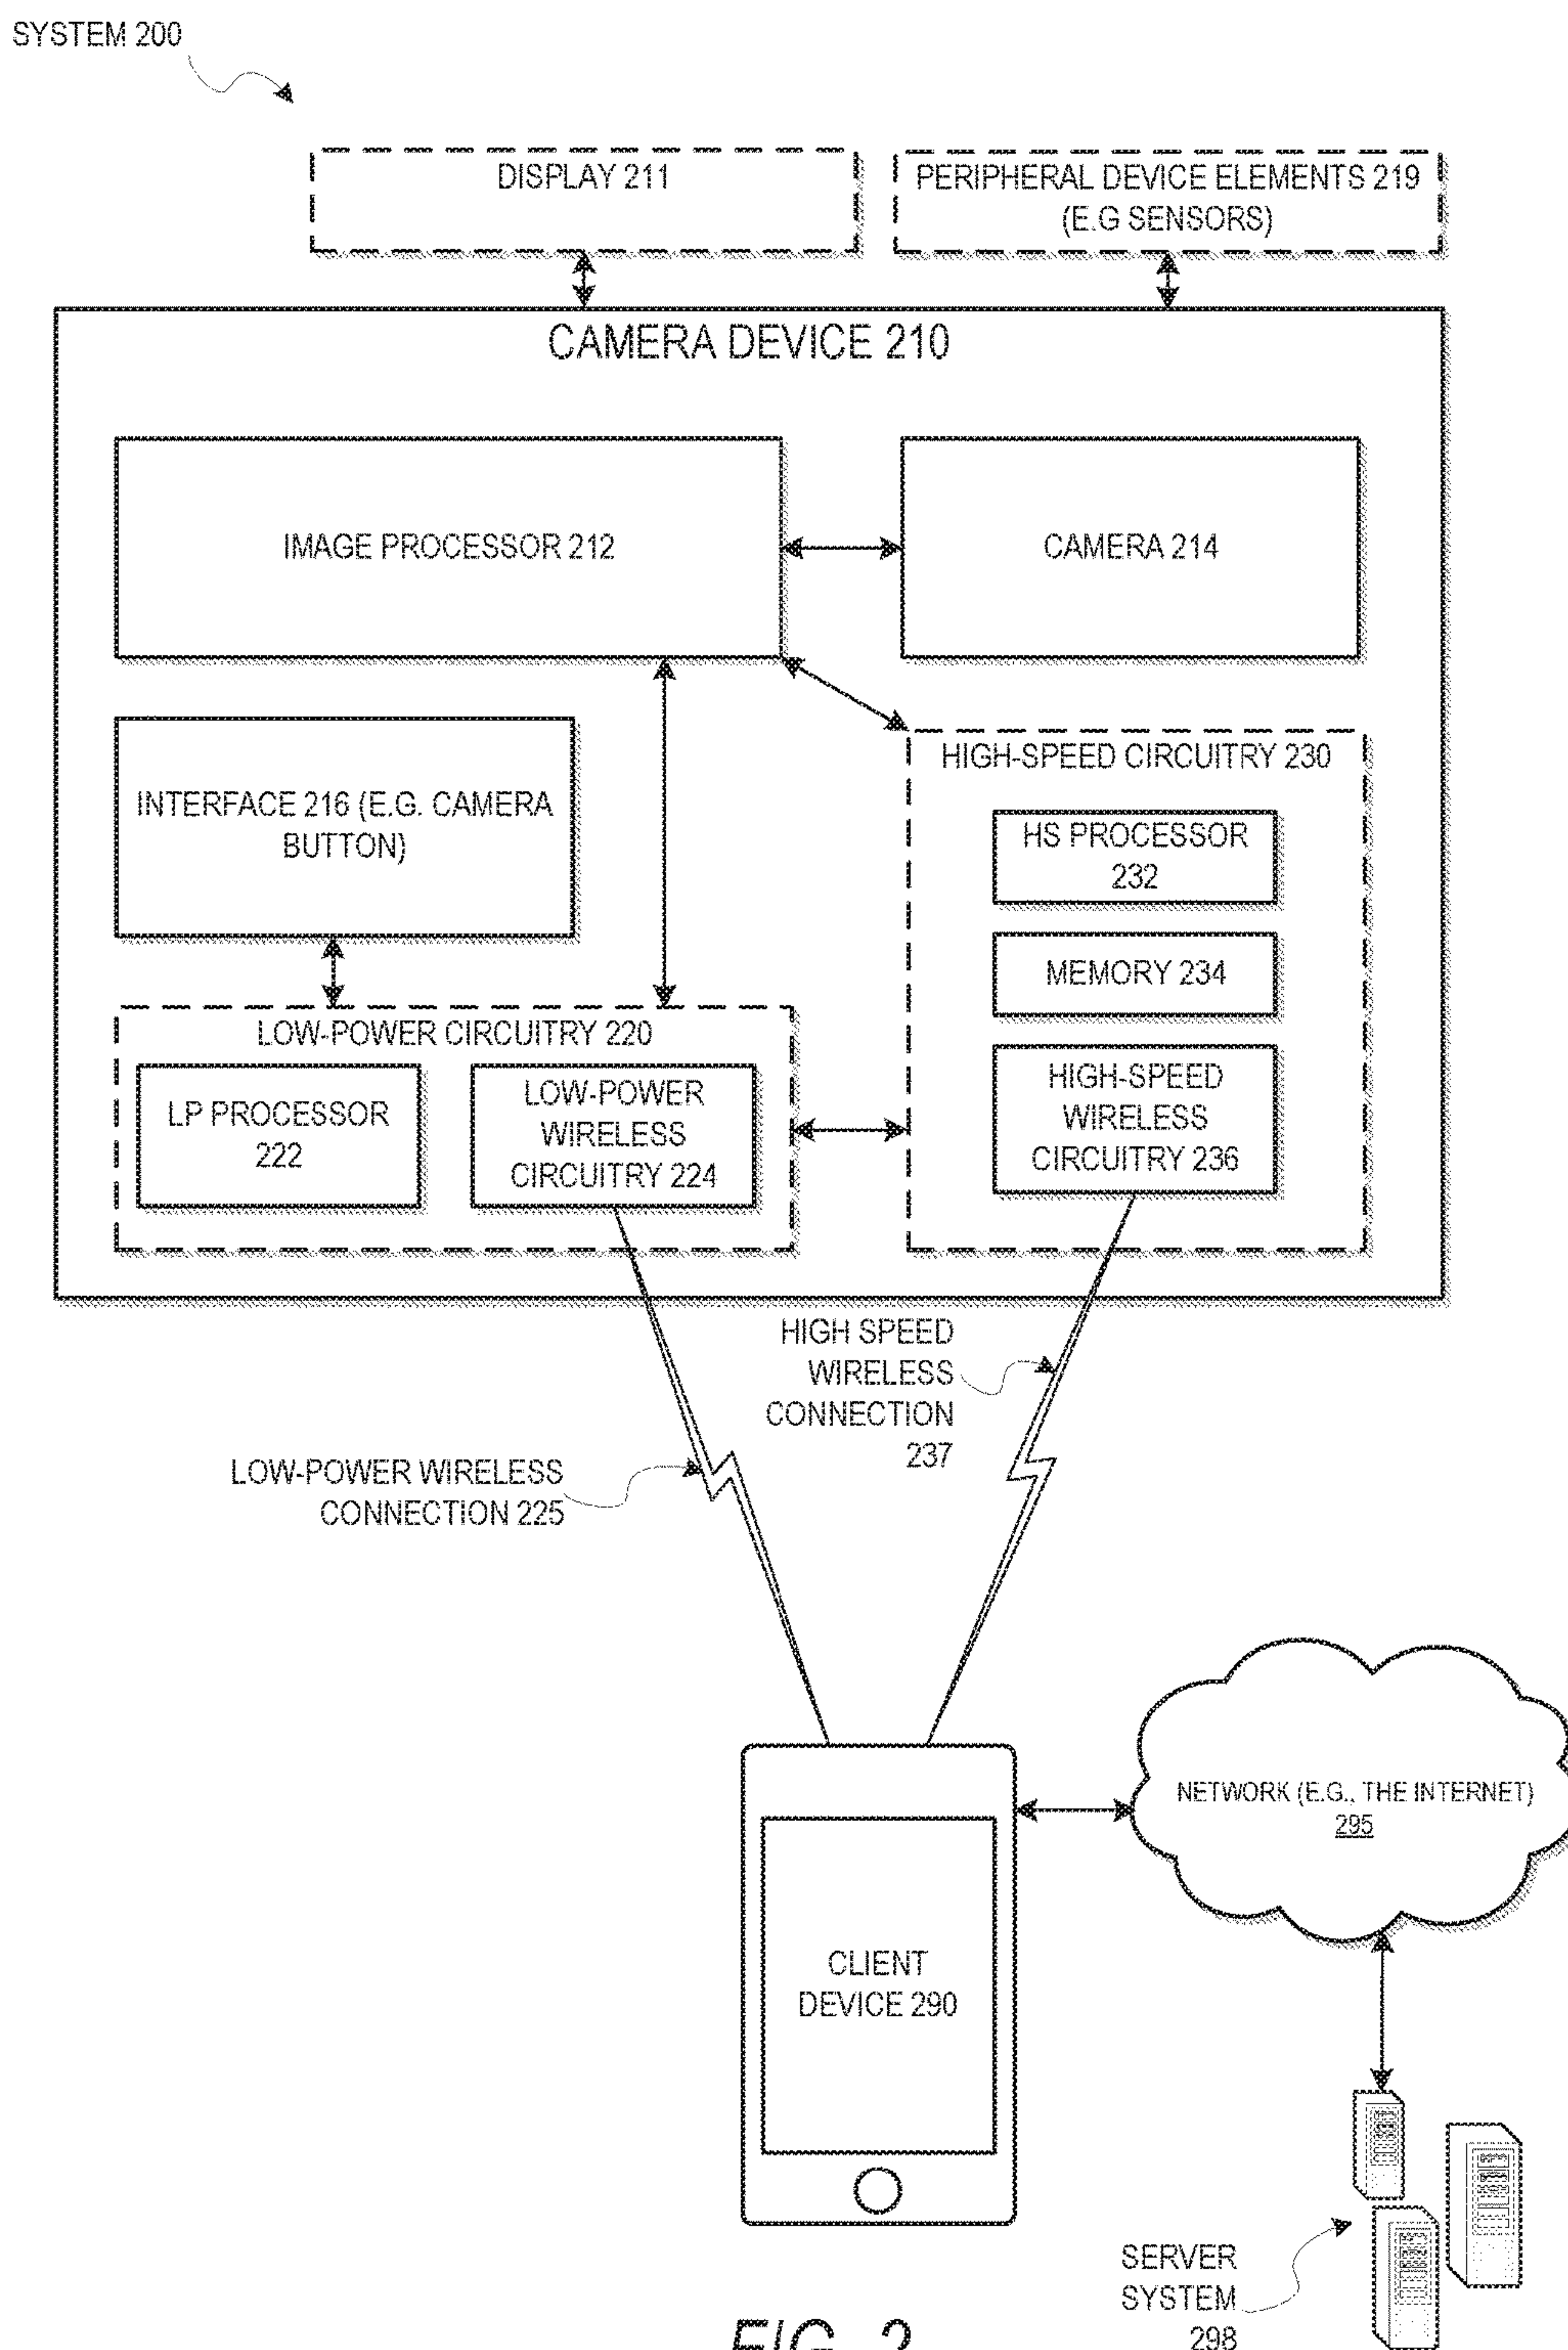 SYSTEM 200
DISPLAY 211
PERIPHERAL DEVICE ELEMENTS 219
(E.G SENSORS)
CAMERA DEVICE 210
IMAGE PROCESSOR 212
CAMERA 214
INTERFACE 216 (E.G. CAMERA
BUTTON)
HIGH-SPEED CIRCUITRY 230
HS PROCESSOR
232
MEMORY 234
HIGH-SPEED
WIRELESS
CIRCUITRY 236
LOW-POWER CIRCUITRY 220
LP PROCESSOR
222
LOW-POWER
WIRELESS
CIRCUITRY 224
HIGH SPEED
WIRELESS
CONNECTION
237
LOW-POWER WIRELESS
CONNECTION 225
NETWORK (E.G., THE INTERNET)
295
CLIENT
DEVICE 290
SERVER
SYSTEM
298
FIG. 2